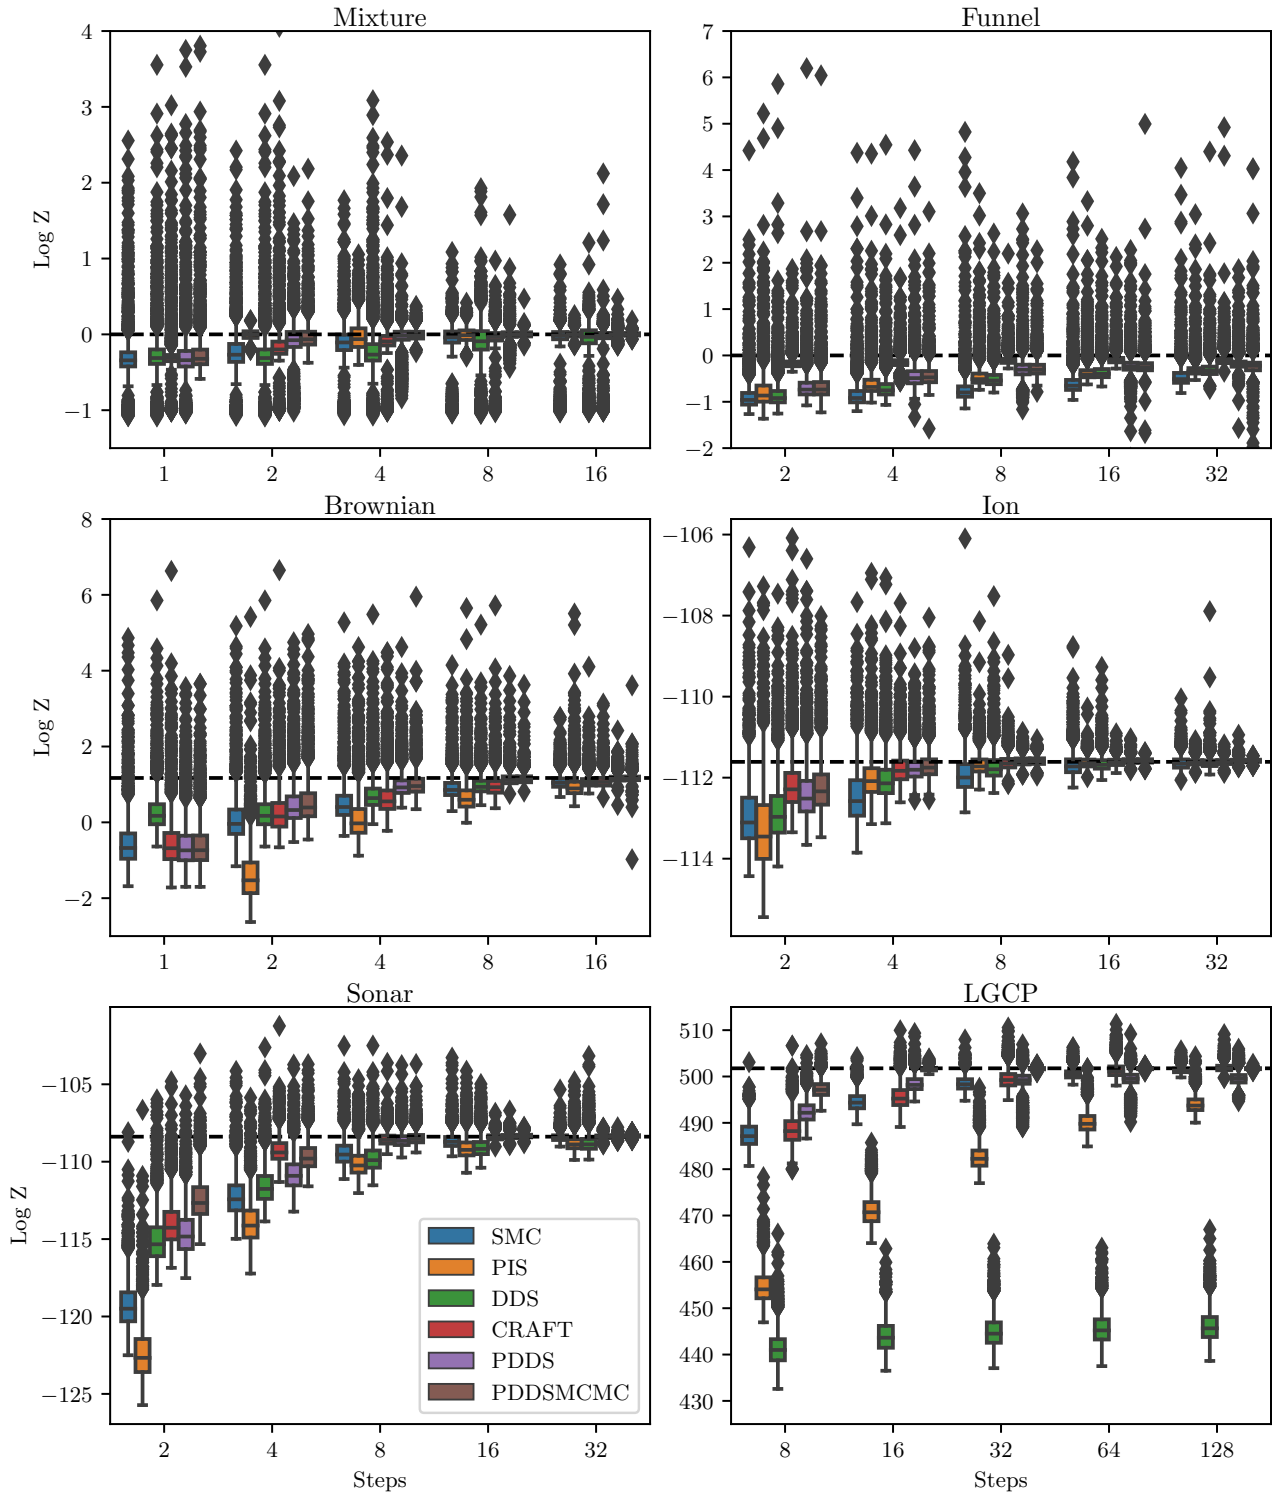 Mixture
4
3
2
1
0
−1
Log Z
1 2 4 8 16
Funnel
7
6
5
4
3
2
1
0
−1
−2
2 4 8 16 32
Brownian
8
6
4
2
0
−2
Log Z
1 2 4 8 16
Ion
−106
−108
−110
−112
−114
2 4 8 16 32
Sonar
−105
−110
−115
−120
−125
Log Z
SMC
PIS
DDS
CRAFT
PDDS
PDDSMCMC
2 4 8 16 32
Steps
LGCP
510
500
490
480
470
460
450
440
430
8 16 32 64 128
Steps